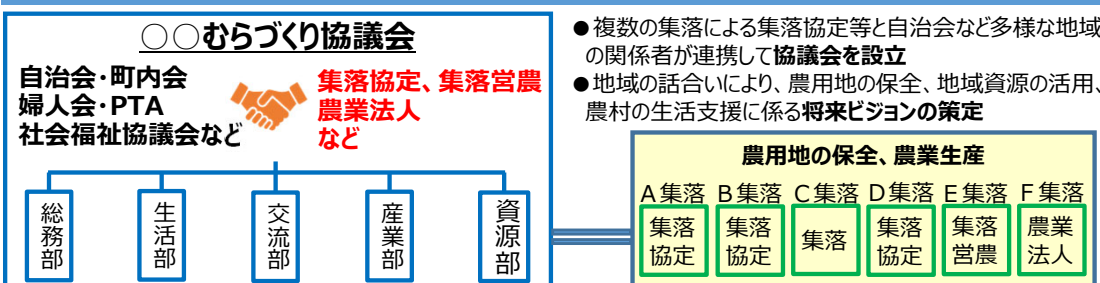 ○○むらづくり協議会
自治会・町内会
婦人会・PTA
社会福祉協議会など
集落協定、集落営農
農業法人
など
総務部
生活部
交流部
産業部
資源部
●複数の集落による集落協定等と自治会など多様な地域
の関係者が連携して協議会を設立
●地域の話合いにより、農用地の保全、地域資源の活用、
農村の生活支援に係る将来ビジョンの策定
農用地の保全、農業生産
A集落 B集落 C集落 D集落 E集落 F集落
集落 集落 集落 集落 集落 農業
協定 協定 協定 営農 法人